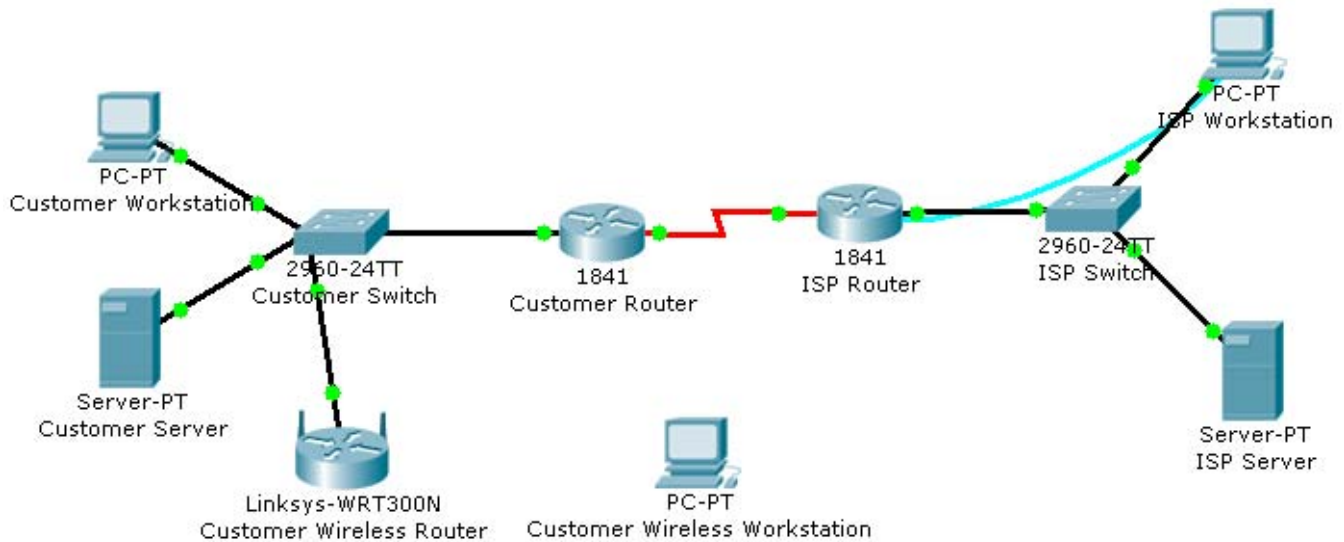 PC-PT
ISP Workstation
PC-PT
Customer Workstation
2960-24TT
Customer Switch
1841
Customer Router
1841
ISP Router
2960-24TT
ISP Switch
Server-PT
Customer Server
Linksys-WRT300N
Customer Wireless Router
PC-PT
Customer Wireless Workstation
Server-PT
ISP Server